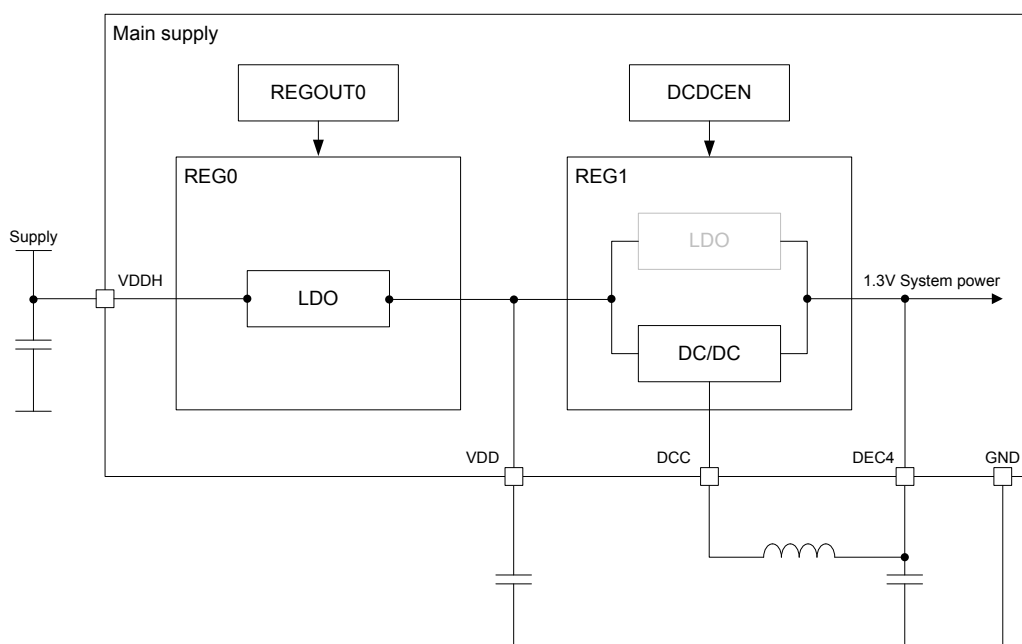 Main supply
REGOUT0
DCDCEN
REG0
REG1
LDO
Supply
VDDH
LDO
1.3V System power
DC/DC
VDD
DCC
DEC4
GND